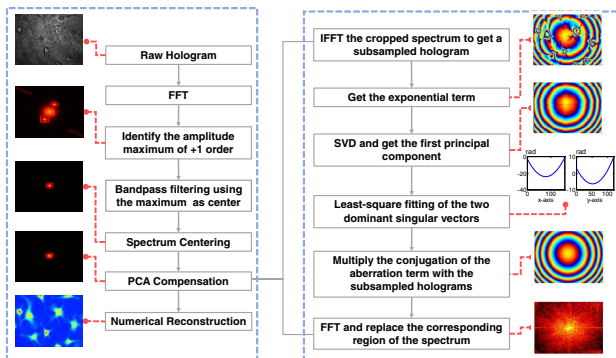 Raw Hologram
FFT
Identify the amplitude
maximum of +1 order
Bandpass filtering using
the maximum as center
Spectrum Centering
PCA Compensation
Numerical Reconstruction
IFFT the cropped spectrum to get a
subsampled hologram
Get the exponential term
SVD and get the first principal
component
Least-square fitting of the two
dominant singular vectors
Multiply the conjugation of the
aberration term with the
subsampled holograms
FFT and replace the corresponding
region of the spectrum
rad
0
-20
-40
0 100
x-axis
rad
10
0
-10
0 50 100
y-axis